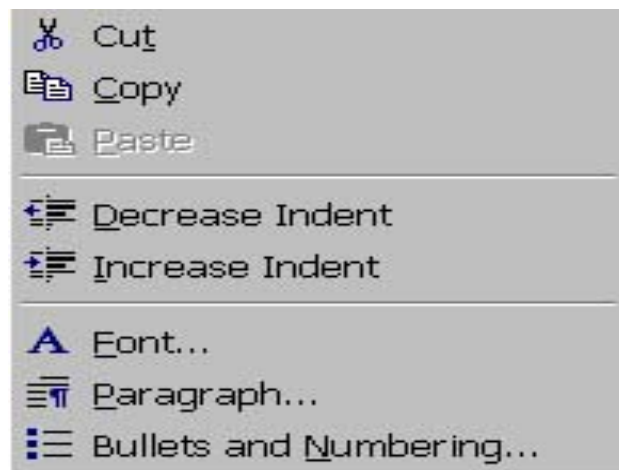 Cut
Copy
Paste
Decrease Indent
Increase Indent
Font...
Paragraph...
Bullets and Numbering...